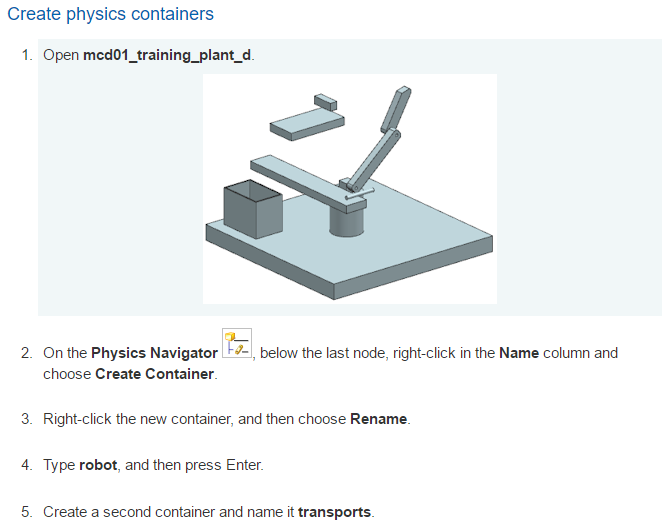 Create physics containers
1. Open mcd01_training_plant_d.
2. On the Physics Navigator , below the last node, right-click in the Name column and
choose Create Container.
3. Right-click the new container, and then choose Rename.
4. Type robot, and then press Enter.
5. Create a second container and name it transports.